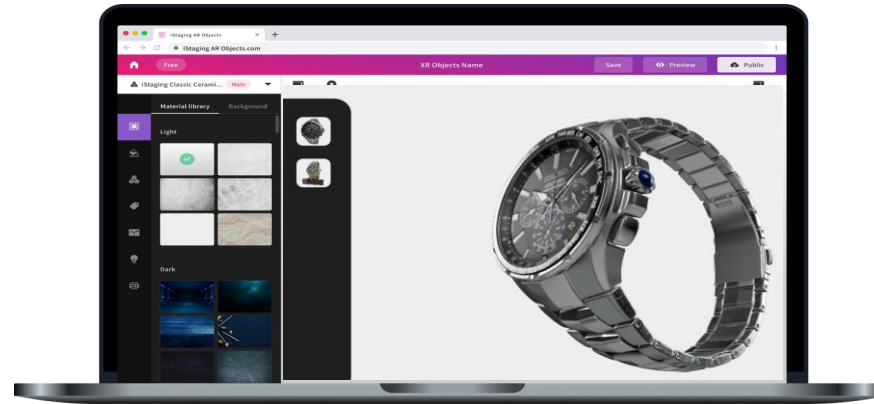 iStaging AR Objects
iStaging AR Objects.com
Free
XR Objects Name
Save
Preview
Public
iStaging Classic Cerami...
Main
Material library
Background
Light
Dark